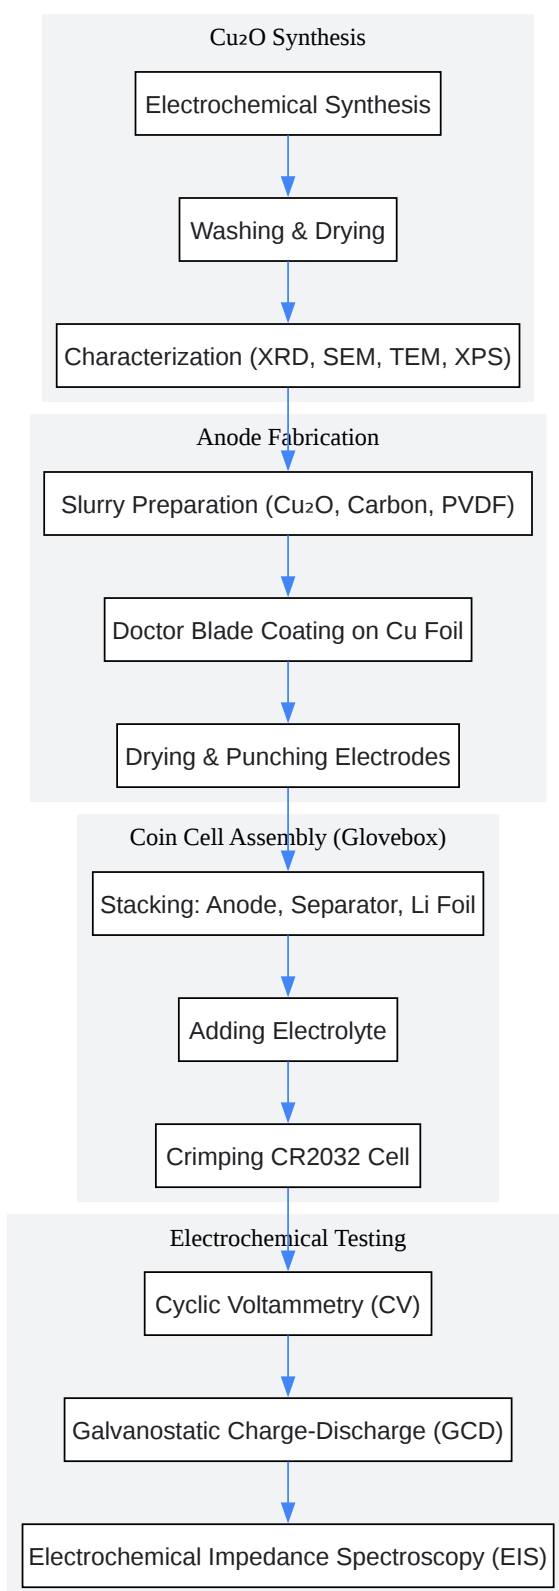 Cu₂O Synthesis
Electrochemical Synthesis
Washing & Drying
Characterization (XRD, SEM, TEM, XPS)
Anode Fabrication
Slurry Preparation (Cu₂O, Carbon, PVDF)
Doctor Blade Coating on Cu Foil
Drying & Punching Electrodes
Coin Cell Assembly (Glovebox)
Stacking: Anode, Separator, Li Foil
Adding Electrolyte
Crimping CR2032 Cell
Electrochemical Testing
Cyclic Voltammetry (CV)
Galvanostatic Charge-Discharge (GCD)
Electrochemical Impedance Spectroscopy (EIS)